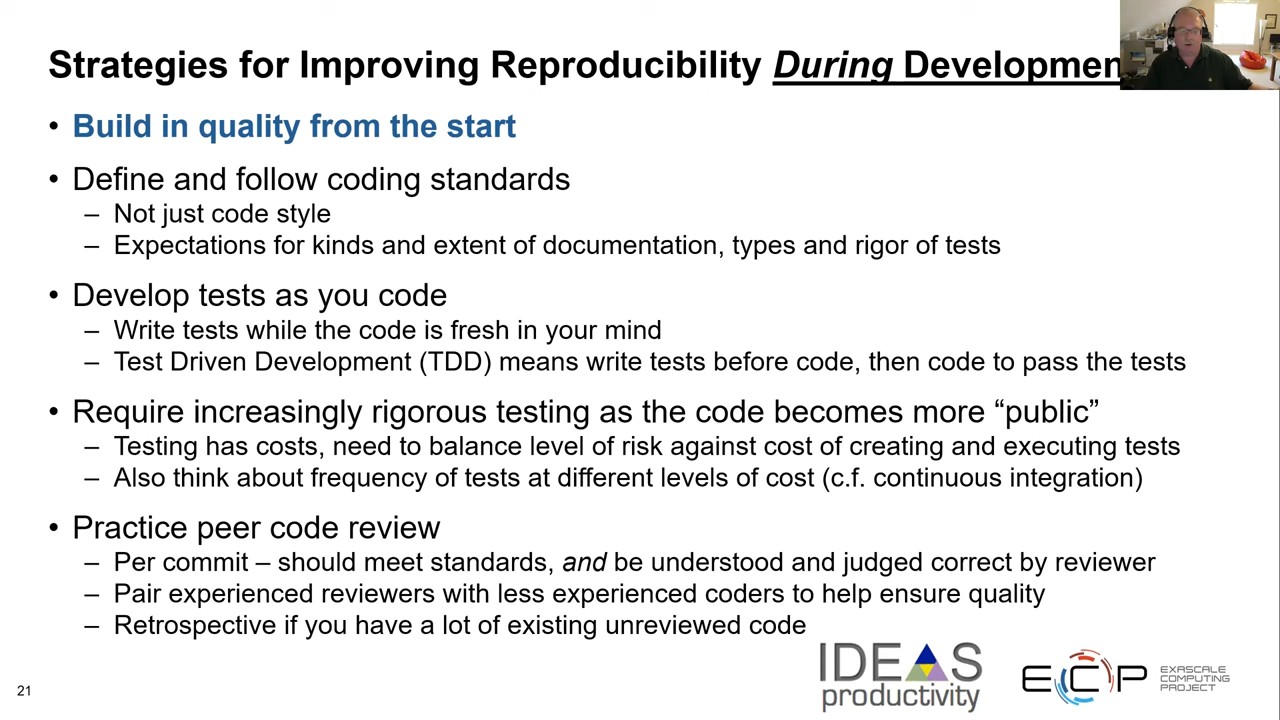 Strategies for Improving Reproducibility During Developmen
• Build in quality from the start
• Define and follow coding standards
– Not just code style
– Expectations for kinds and extent of documentation, types and rigor of tests
• Develop tests as you code
– Write tests while the code is fresh in your mind
– Test Driven Development (TDD) means write tests before code, then code to pass the tests
• Require increasingly rigorous testing as the code becomes more “public”
– Testing has costs, need to balance level of risk against cost of creating and executing tests
– Also think about frequency of tests at different levels of cost (c.f. continuous integration)
• Practice peer code review
– Per commit – should meet standards, and be understood and judged correct by reviewer
– Pair experienced reviewers with less experienced coders to help ensure quality
– Retrospective if you have a lot of existing unreviewed code
IDEAS
productivity
ECP
EXASCALE
COMPUTING
PROJECT
21